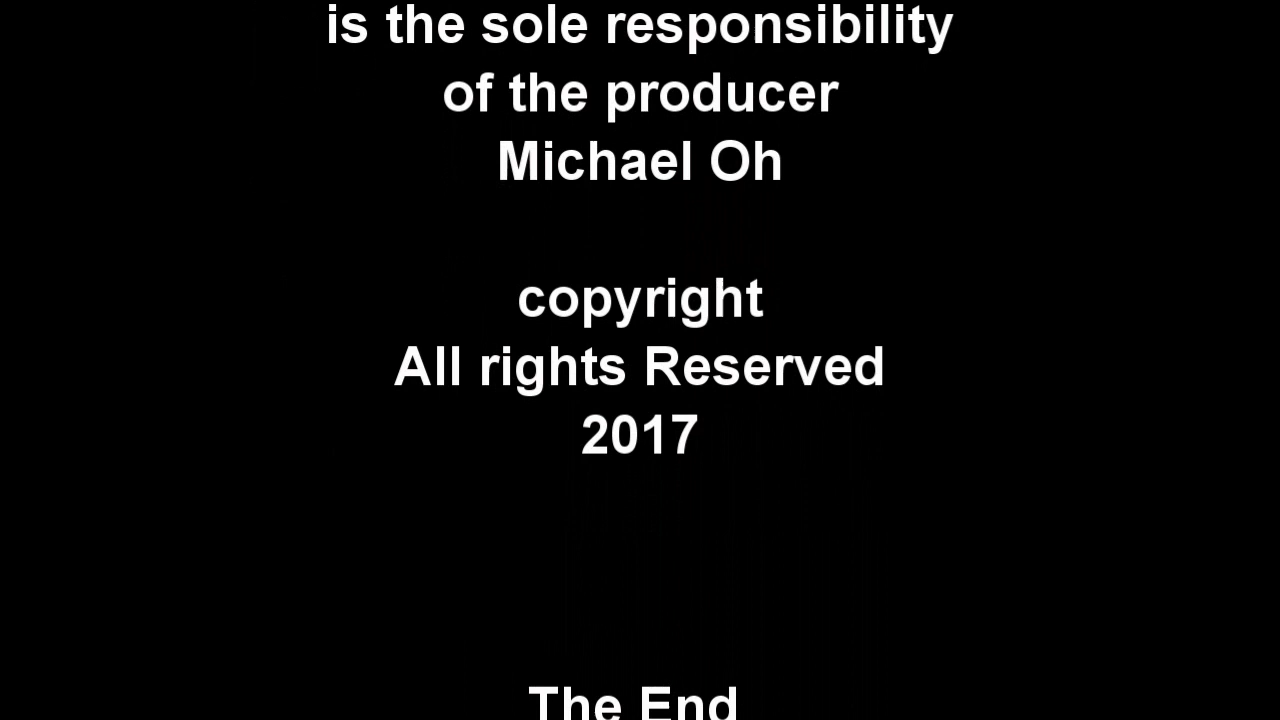 is the sole responsibility
of the producer
Michael Oh
copyright
All rights Reserved
2017
The End